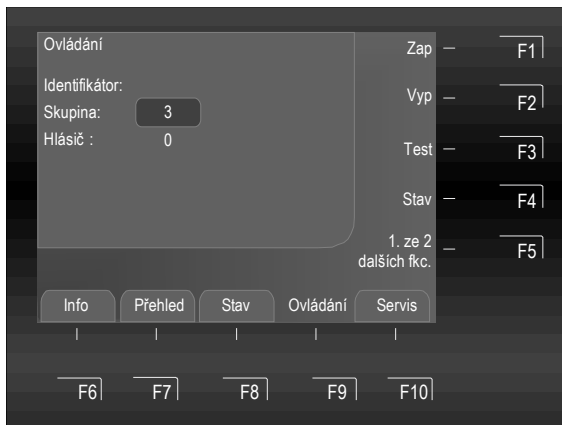 Ovládání
Zap – F1
Identifikátor:
Vyp – F2
Skupina: 3
Hlásič : 0
Test – F3
Stav – F4
1. ze 2
dalších fkc. – F5
Info Přehled Stav Ovládání Servis
F6 F7 F8 F9 F10